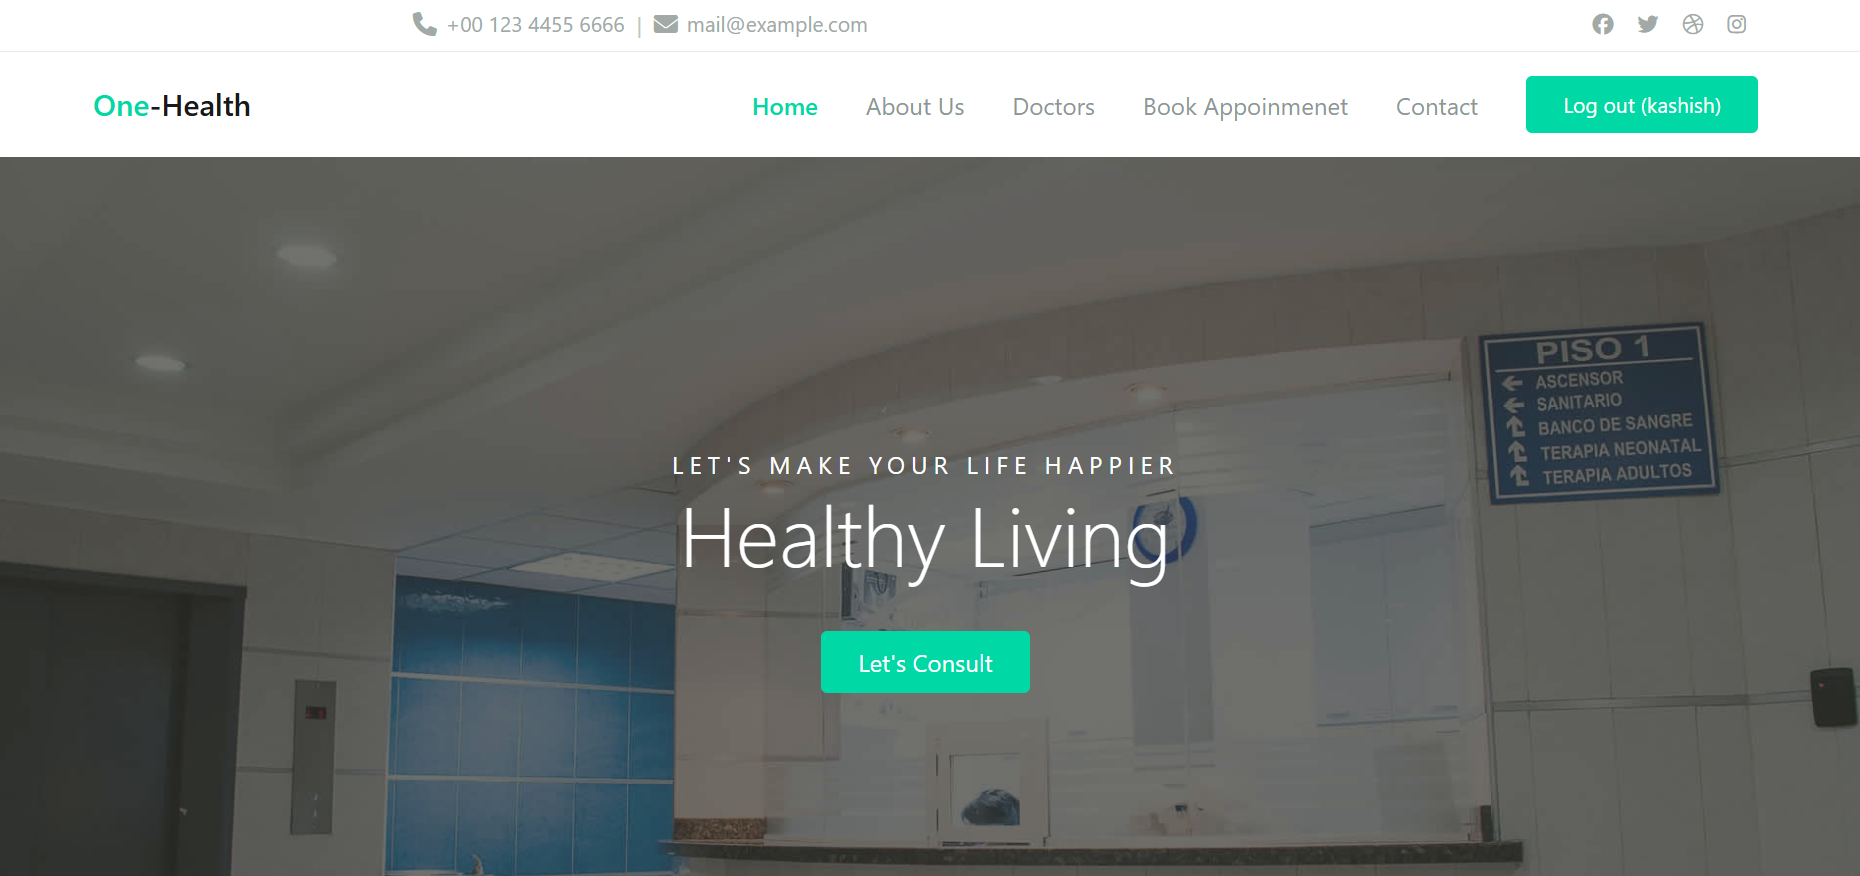 +00 123 4455 6666 | mail@example.com
One-Health
Home About Us Doctors Book Appoinmenet Contact Log out (kashish)
PISO 1
ASCENSOR
SANITARIO
BANCO DE SANGRE
TERAPIA NEONATAL
TERAPIA ADULTOS
LET'S MAKE YOUR LIFE HAPPIER
Healthy Living
Let's Consult